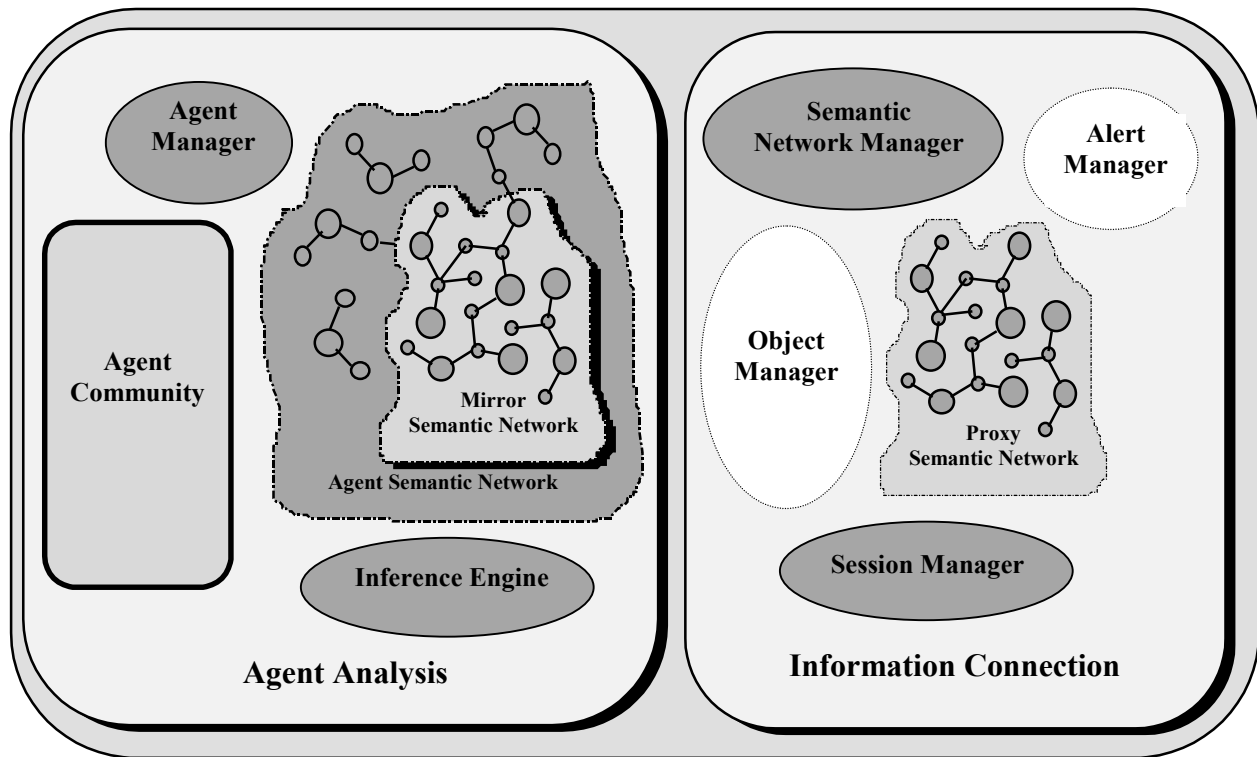 Agent
Manager
Agent
Community
Mirror
Semantic Network
Agent Semantic Network
Inference Engine
Agent Analysis
Semantic
Network Manager
Alert
Manager
Object
Manager
Proxy
Semantic Network
Session Manager
Information Connection